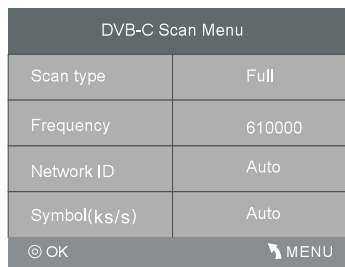 DVB-C Scan Menu
Scan type Full
Frequency 610000
Network ID Auto
Symbol(ks/s) Auto
OK MENU